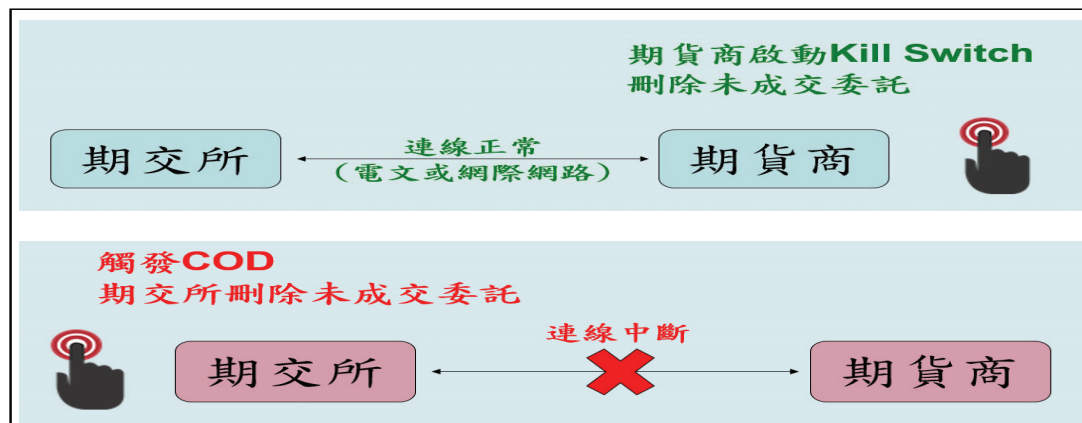 期貨商啟動Kill Switch
刪除未成交委託
期交所
連線正常
(電文或網際網路)
期貨商
觸發COD
期交所刪除未成交委託
連線中斷
期交所
期貨商